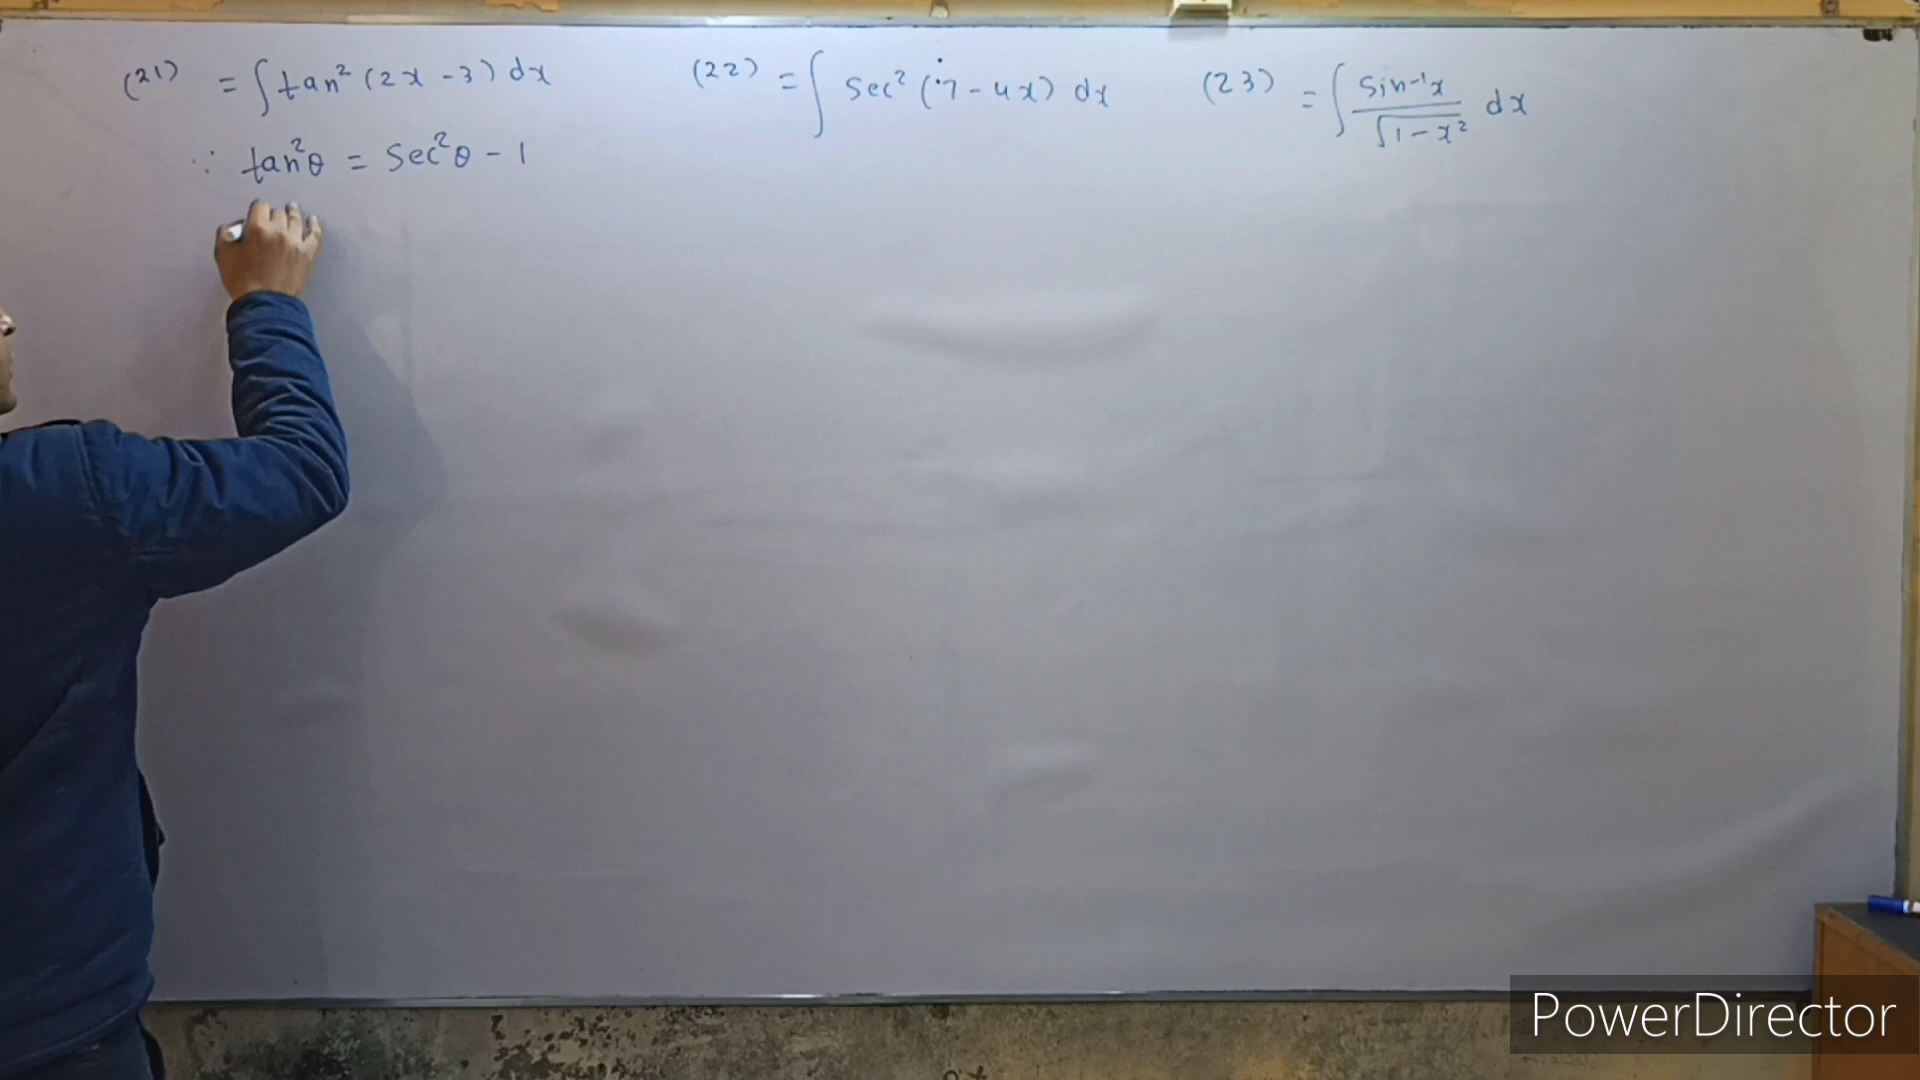 (21) = ∫ tan² (2x - 3) dx
∵ tan²θ = Sec²θ - 1
(22) = ∫ Sec² (7 - 4x) dx
(23) = ∫ Sin⁻¹x / √1 - x² dx
PowerDirector